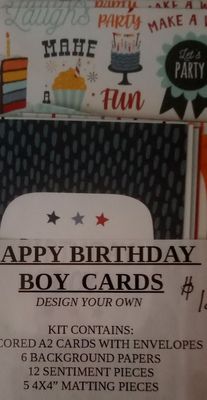 Laughs
PARTY
PARTY
MAKE A W
MAKE
Let's
PARTY
A
FUN
APPY BIRTHDAY
BOY CARDS
DESIGN YOUR OWN
$
KIT CONTAINS:
CORED A2 CARDS WITH ENVELOPES
6 BACKGROUND PAPERS
12 SENTIMENT PIECES
5 4X4" MATTING PIECES